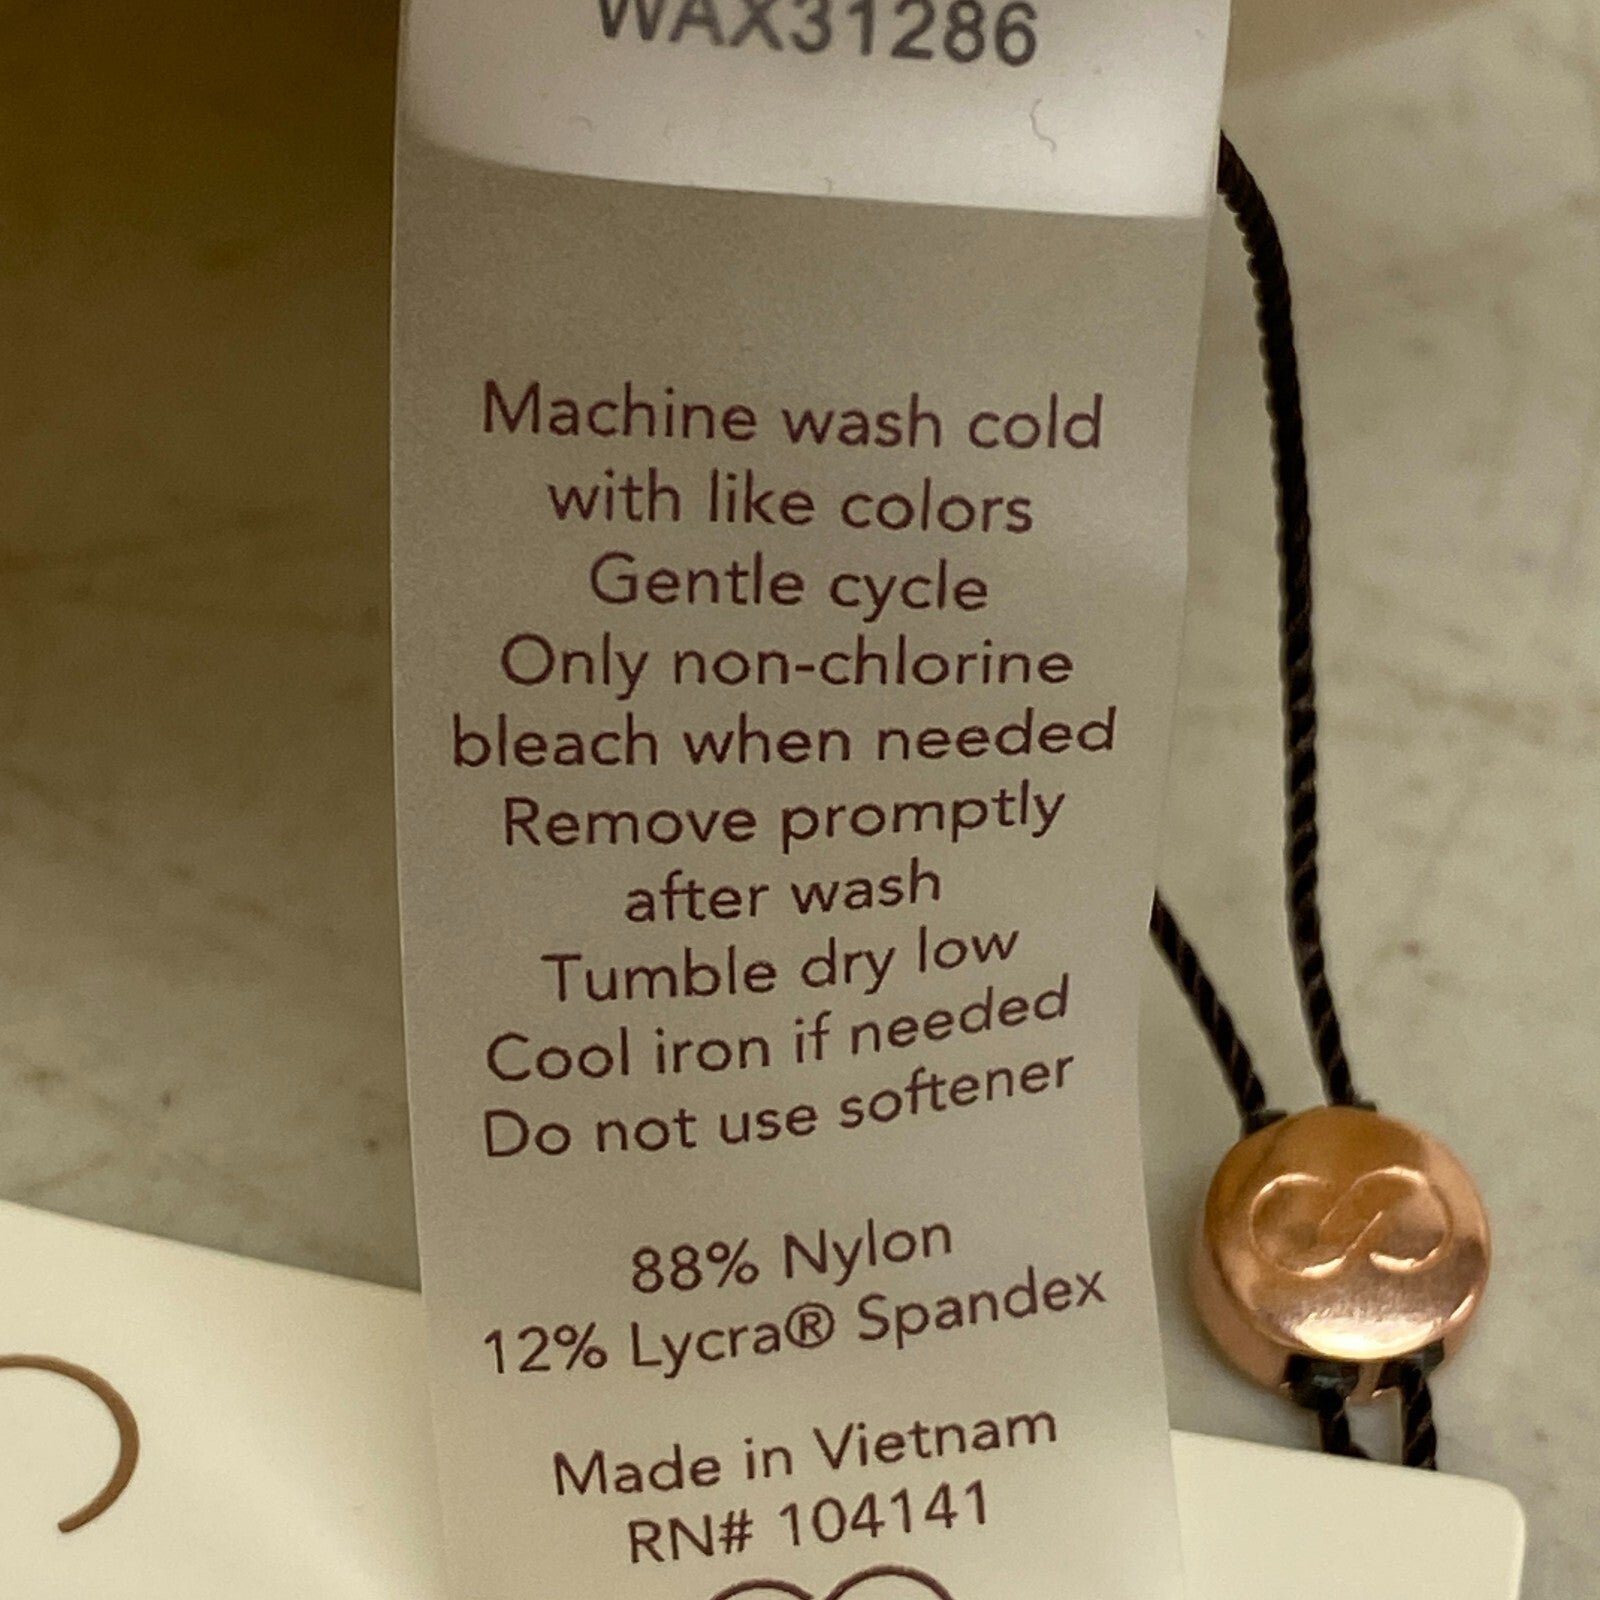 WAX31286
Machine wash cold
with like colors
Gentle cycle
Only non-chlorine
bleach when needed
Remove promptly
after wash
Tumble dry low
Cool iron if needed
Do not use softener
88% Nylon
12% Lycra® Spandex
Made in Vietnam
RN# 104141